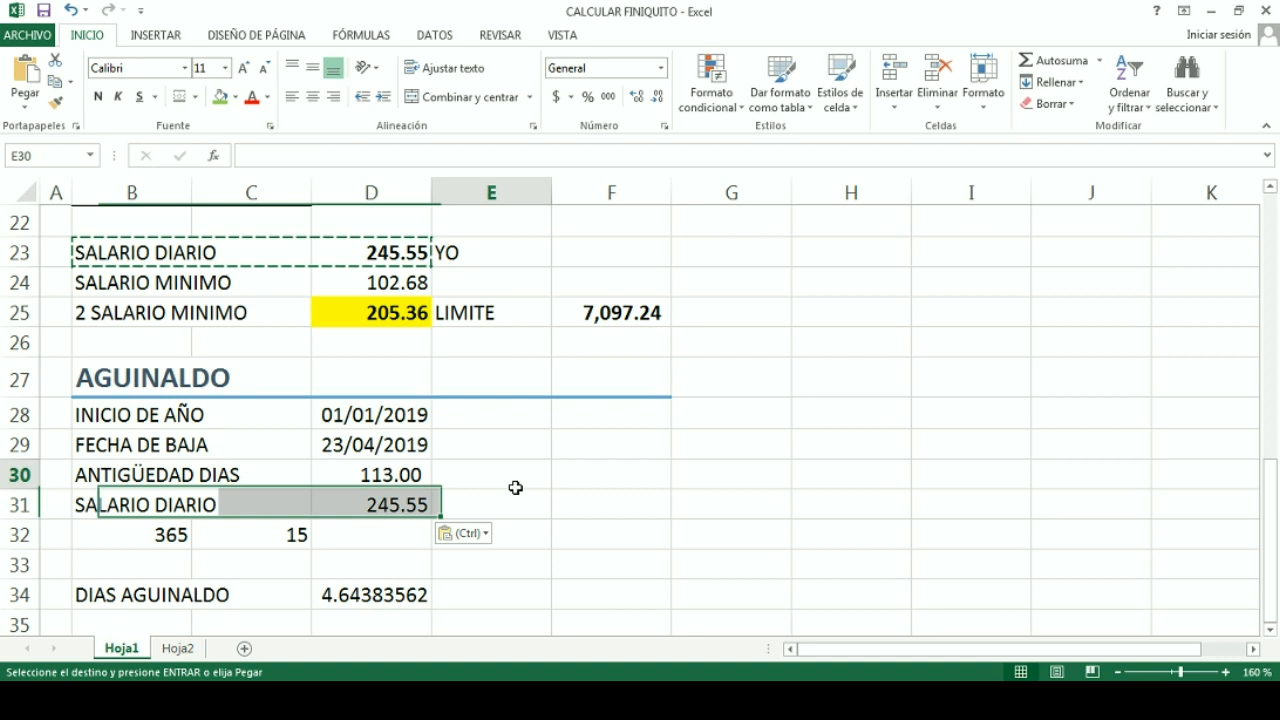 CALCULAR FINIQUITO - Excel
ARCHIVO INICIO INSERTAR DISEÑO DE PÁGINA FÓRMULAS DATOS REVISAR VISTA Iniciar sesión
Pegar Calibri 11 Ajustar texto General Formato condicional Dar formato como tabla Estilos de celda Insertar Eliminar Formato Autosuma Rellenar Borrar Ordenar y filtrar Buscar y seleccionar
N K S Combinar y centrar $ % 000
Portapapeles Fuente Alineación Número Estilos Celdas Modificar
E30 fx
A B C D E F G H I J K
22
23 SALARIO DIARIO 245.55 YO
24 SALARIO MINIMO 102.68
25 2 SALARIO MINIMO 205.36 LIMITE 7,097.24
26
27 AGUINALDO
28 INICIO DE AÑO 01/01/2019
29 FECHA DE BAJA 23/04/2019
30 ANTIGÜEDAD DIAS 113.00
31 SALARIO DIARIO 245.55
32 365 15 (Ctrl)
33
34 DIAS AGUINALDO 4.64383562
35
Hoja1 Hoja2
Seleccione el destino y presione ENTRAR o elija Pegar 160 %